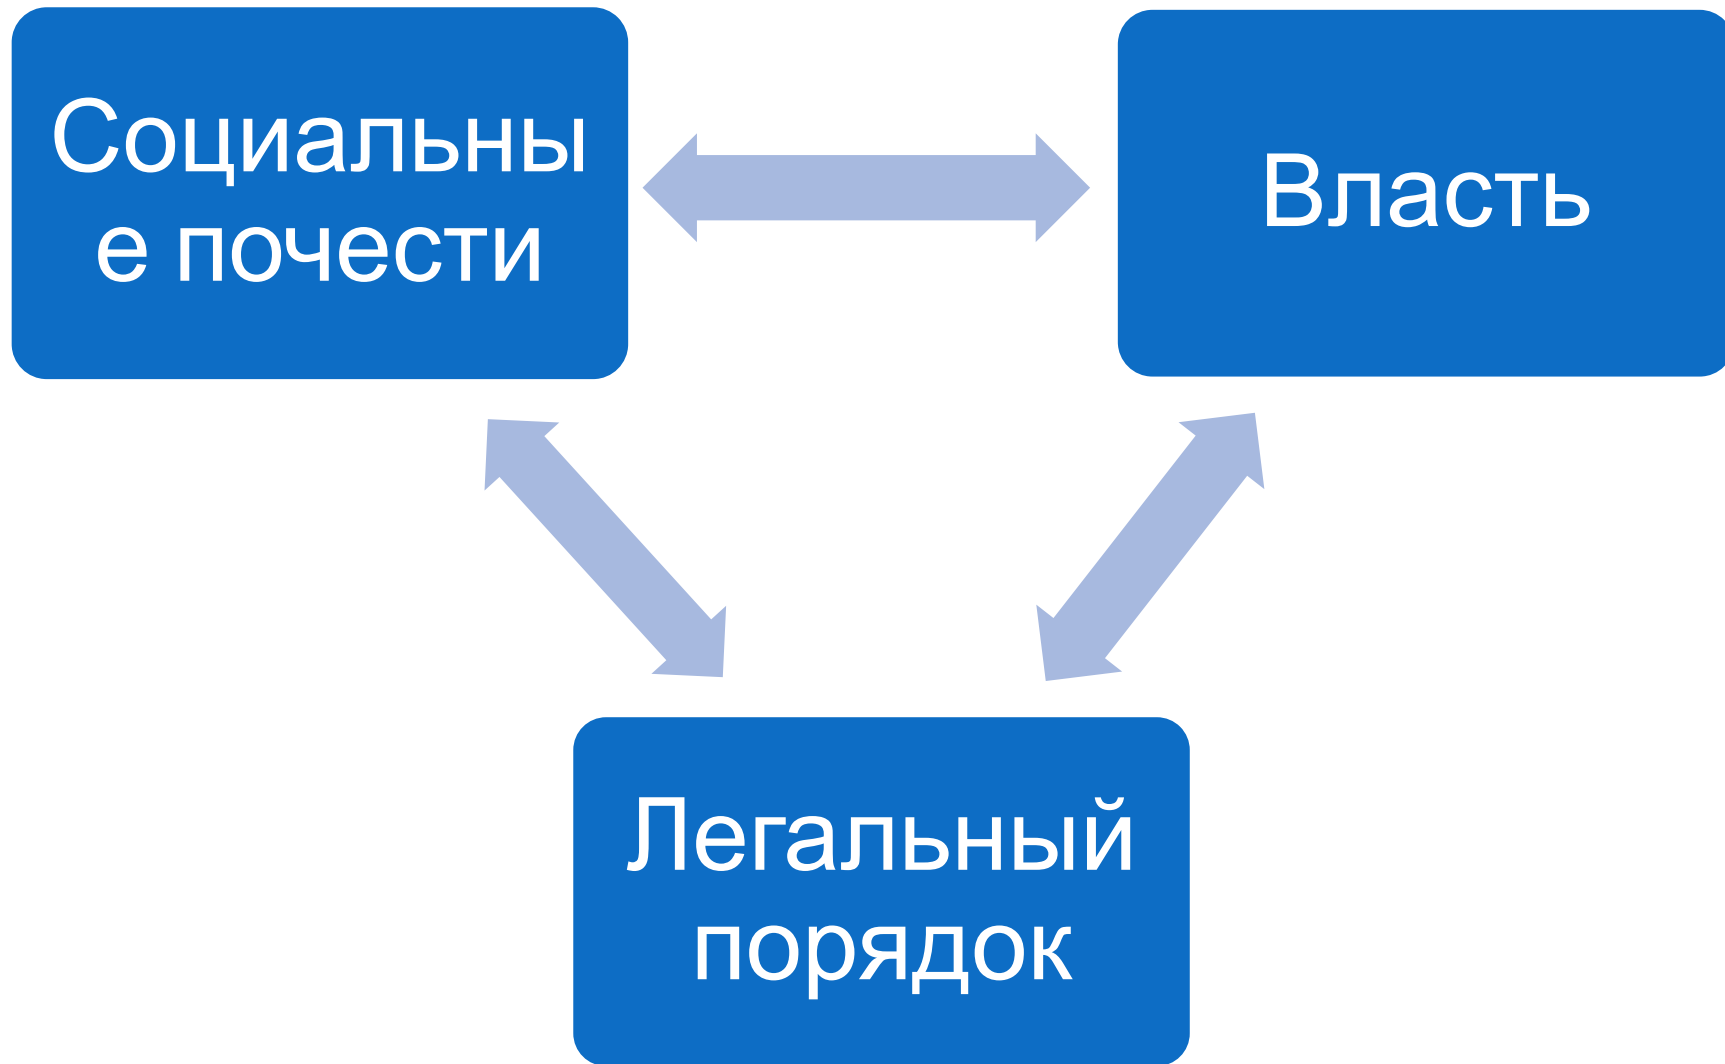 Социальны
е почести
Власть
Легальный
порядок